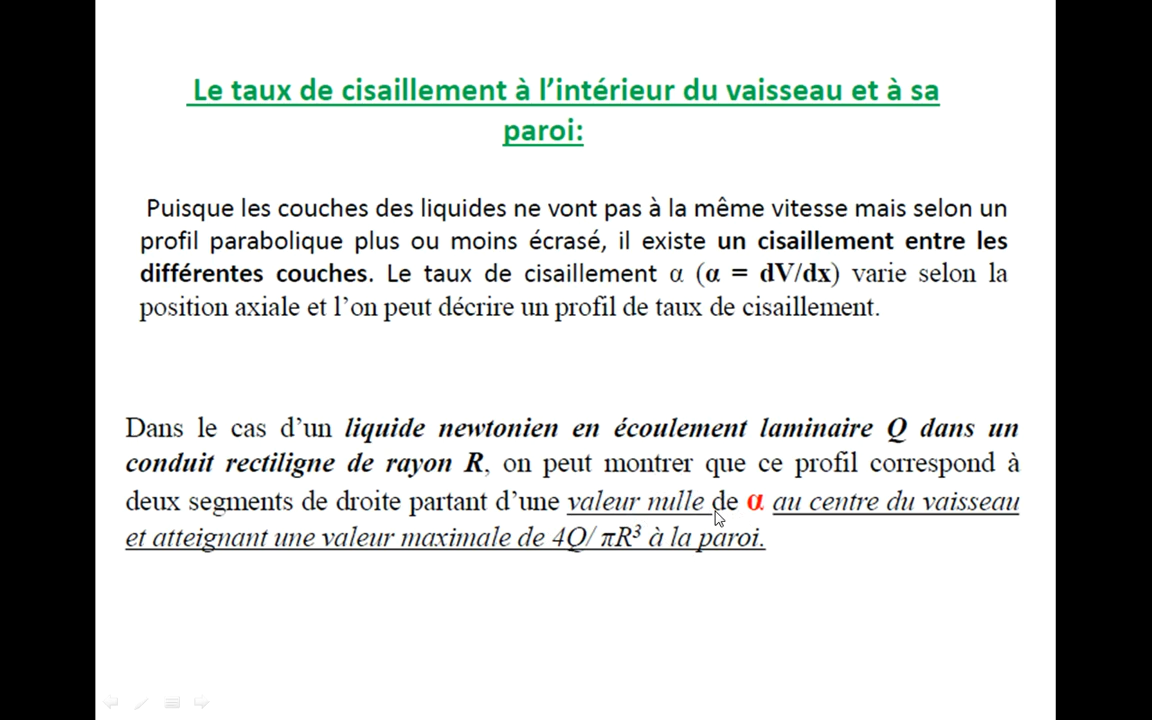 Le taux de cisaillement à l'intérieur du vaisseau et à sa
paroi:
Puisque les couches des liquides ne vont pas à la même vitesse mais selon un
profil parabolique plus ou moins écrasé, il existe un cisaillement entre les
différentes couches. Le taux de cisaillement α (α = dV/dx) varie selon la
position axiale et l'on peut décrire un profil de taux de cisaillement.
Dans le cas d'un liquide newtonien en écoulement laminaire Q dans un
conduit rectiligne de rayon R, on peut montrer que ce profil correspond à
deux segments de droite partant d'une valeur nulle de α au centre du vaisseau
et atteignant une valeur maximale de 4Q/ πR³ à la paroi.